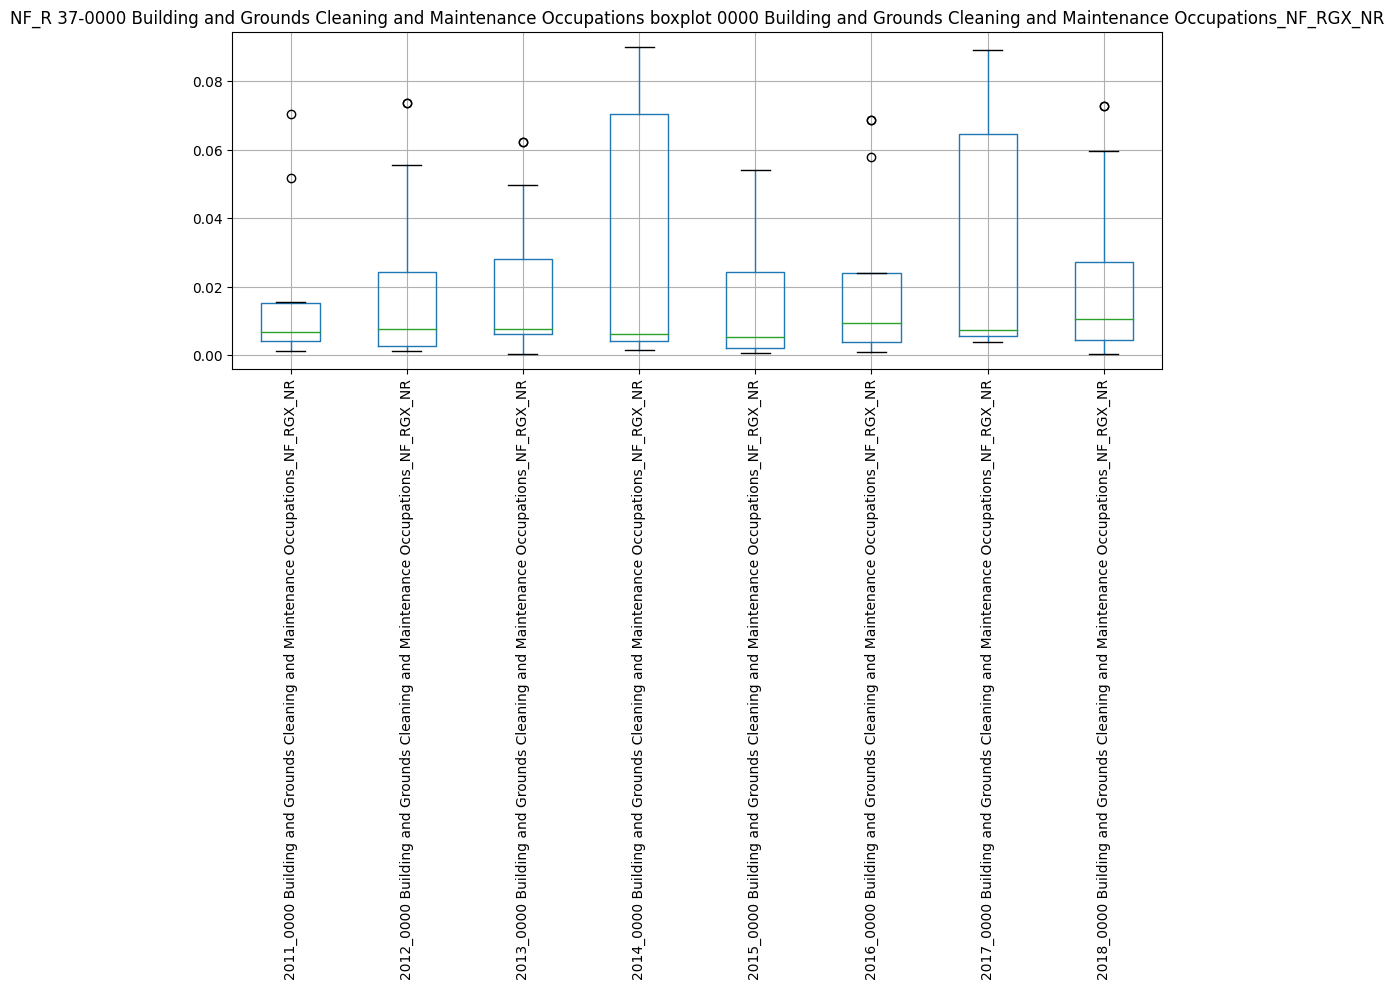 NF_R 37-0000 Building and Grounds Cleaning and Maintenance Occupations boxplot 0000 Building and Grounds Cleaning and Maintenance Occupations_NF_RGX_NR
0.08
0.06
0.04
0.02
0.00
2011_0000 Building and Grounds Cleaning and Maintenance Occupations_NF_RGX_NR
2012_0000 Building and Grounds Cleaning and Maintenance Occupations_NF_RGX_NR
2013_0000 Building and Grounds Cleaning and Maintenance Occupations_NF_RGX_NR
2014_0000 Building and Grounds Cleaning and Maintenance Occupations_NF_RGX_NR
2015_0000 Building and Grounds Cleaning and Maintenance Occupations_NF_RGX_NR
2016_0000 Building and Grounds Cleaning and Maintenance Occupations_NF_RGX_NR
2017_0000 Building and Grounds Cleaning and Maintenance Occupations_NF_RGX_NR
2018_0000 Building and Grounds Cleaning and Maintenance Occupations_NF_RGX_NR